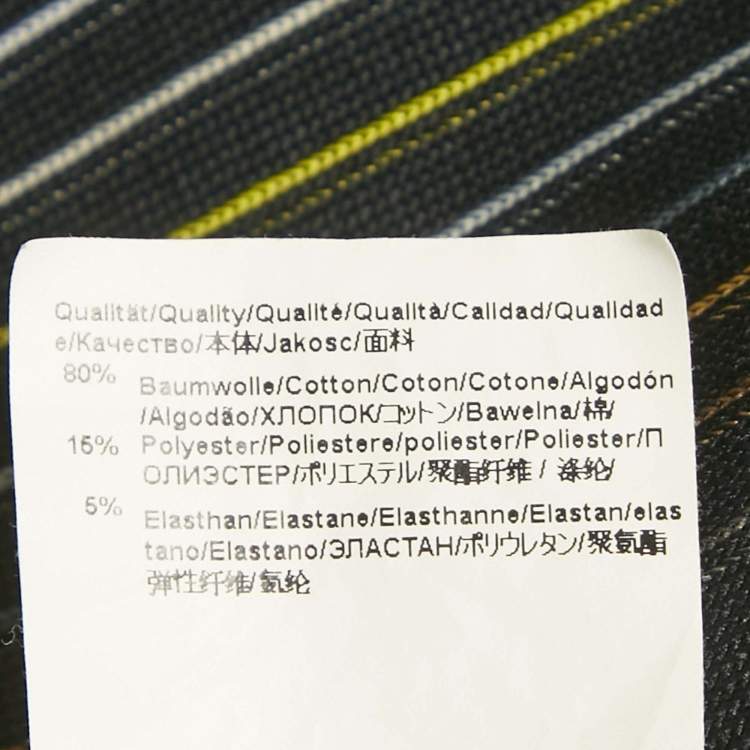 Qualität/Quality/Qualité/Qualità/Calidad/Qualidad
e/Качество/本体/Jakosc/面料
80% Baumwolle/Cotton/Coton/Cotone/Algodón
/Algodão/ХЛОПОК/コットン/Bawelna/棉/
15% Polyester/Poliestere/poliester/Poliester/П
ОЛИЭСТЕР/ポリエステル/聚酯纤维 / 涤纶/
5% Elasthan/Elastane/Elasthanne/Elastan/elas
tano/Elastano/ЭЛАСТАН/ポリウレタン/聚氨酯
弹性纤维/氨纶